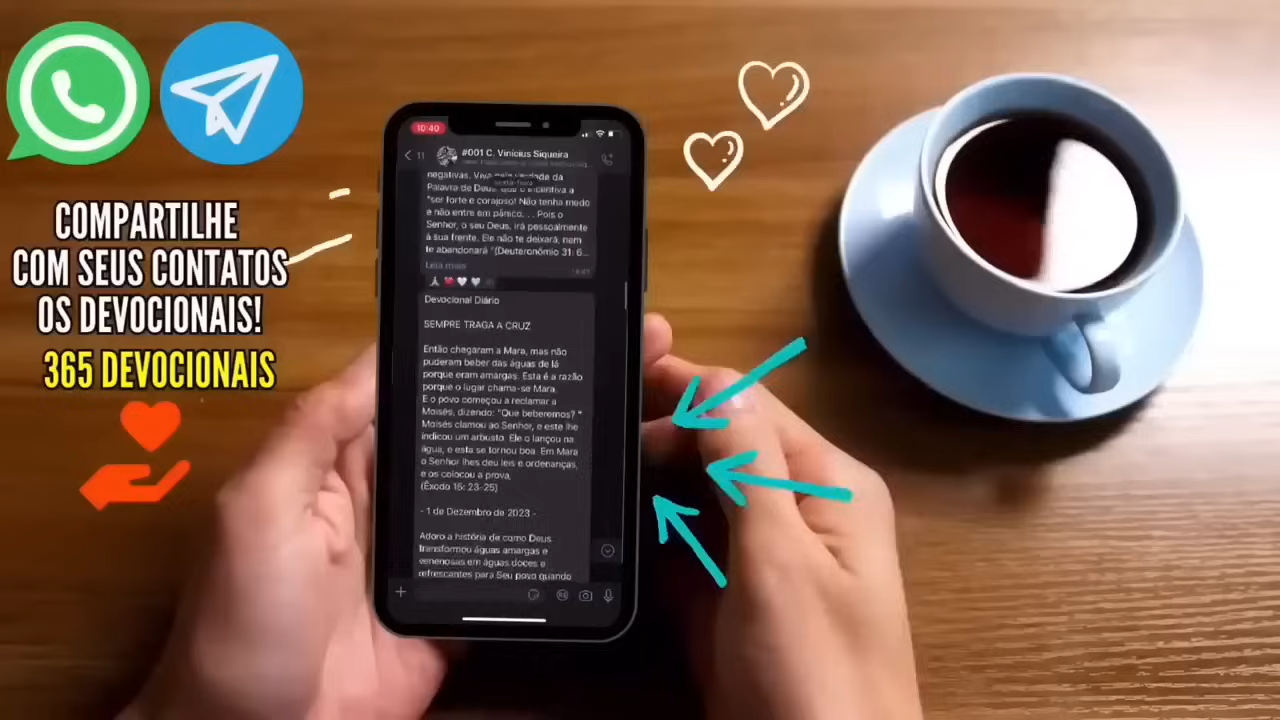 COMPARTILHE
COM SEUS CONTATOS
OS DEVOCIONAIS!
365 DEVOCIONAIS
10:40
11
#001 C. Vinicius Siqueira
negativas. Viva pela verdade da
sexta-feira
Palavra de Deus, que o incentiva a
"ser forte e corajoso! Não tenha medo
e não entre em pânico. . . Pois o
Senhor, o seu Deus, irá pessoalmente
à sua frente. Ele não te deixará, nem
te abandonará "(Deuteronômio 31: 6...
Leia mais
Devocional Diário
SEMPRE TRAGA A CRUZ
Então chegaram a Mara, mas não
puderam beber das águas de lá
porque eram amargas. Esta é a razão
porque o lugar chama-se Mara.
E o povo começou a reclamar a
Moisés, dizendo: "Que beberemos? "
Moisés clamou ao Senhor, e este lhe
indicou um arbusto. Ele o lançou na
água, e esta se tornou boa. Em Mara
o Senhor lhes deu leis e ordenanças,
e os colocou a prova,
(Êxodo 15: 23-25)
- 1 de Dezembro de 2023 -
Adoro a história de como Deus
transformou águas amargas e
venenosas em águas doces e
refrescantes para Seu povo quando